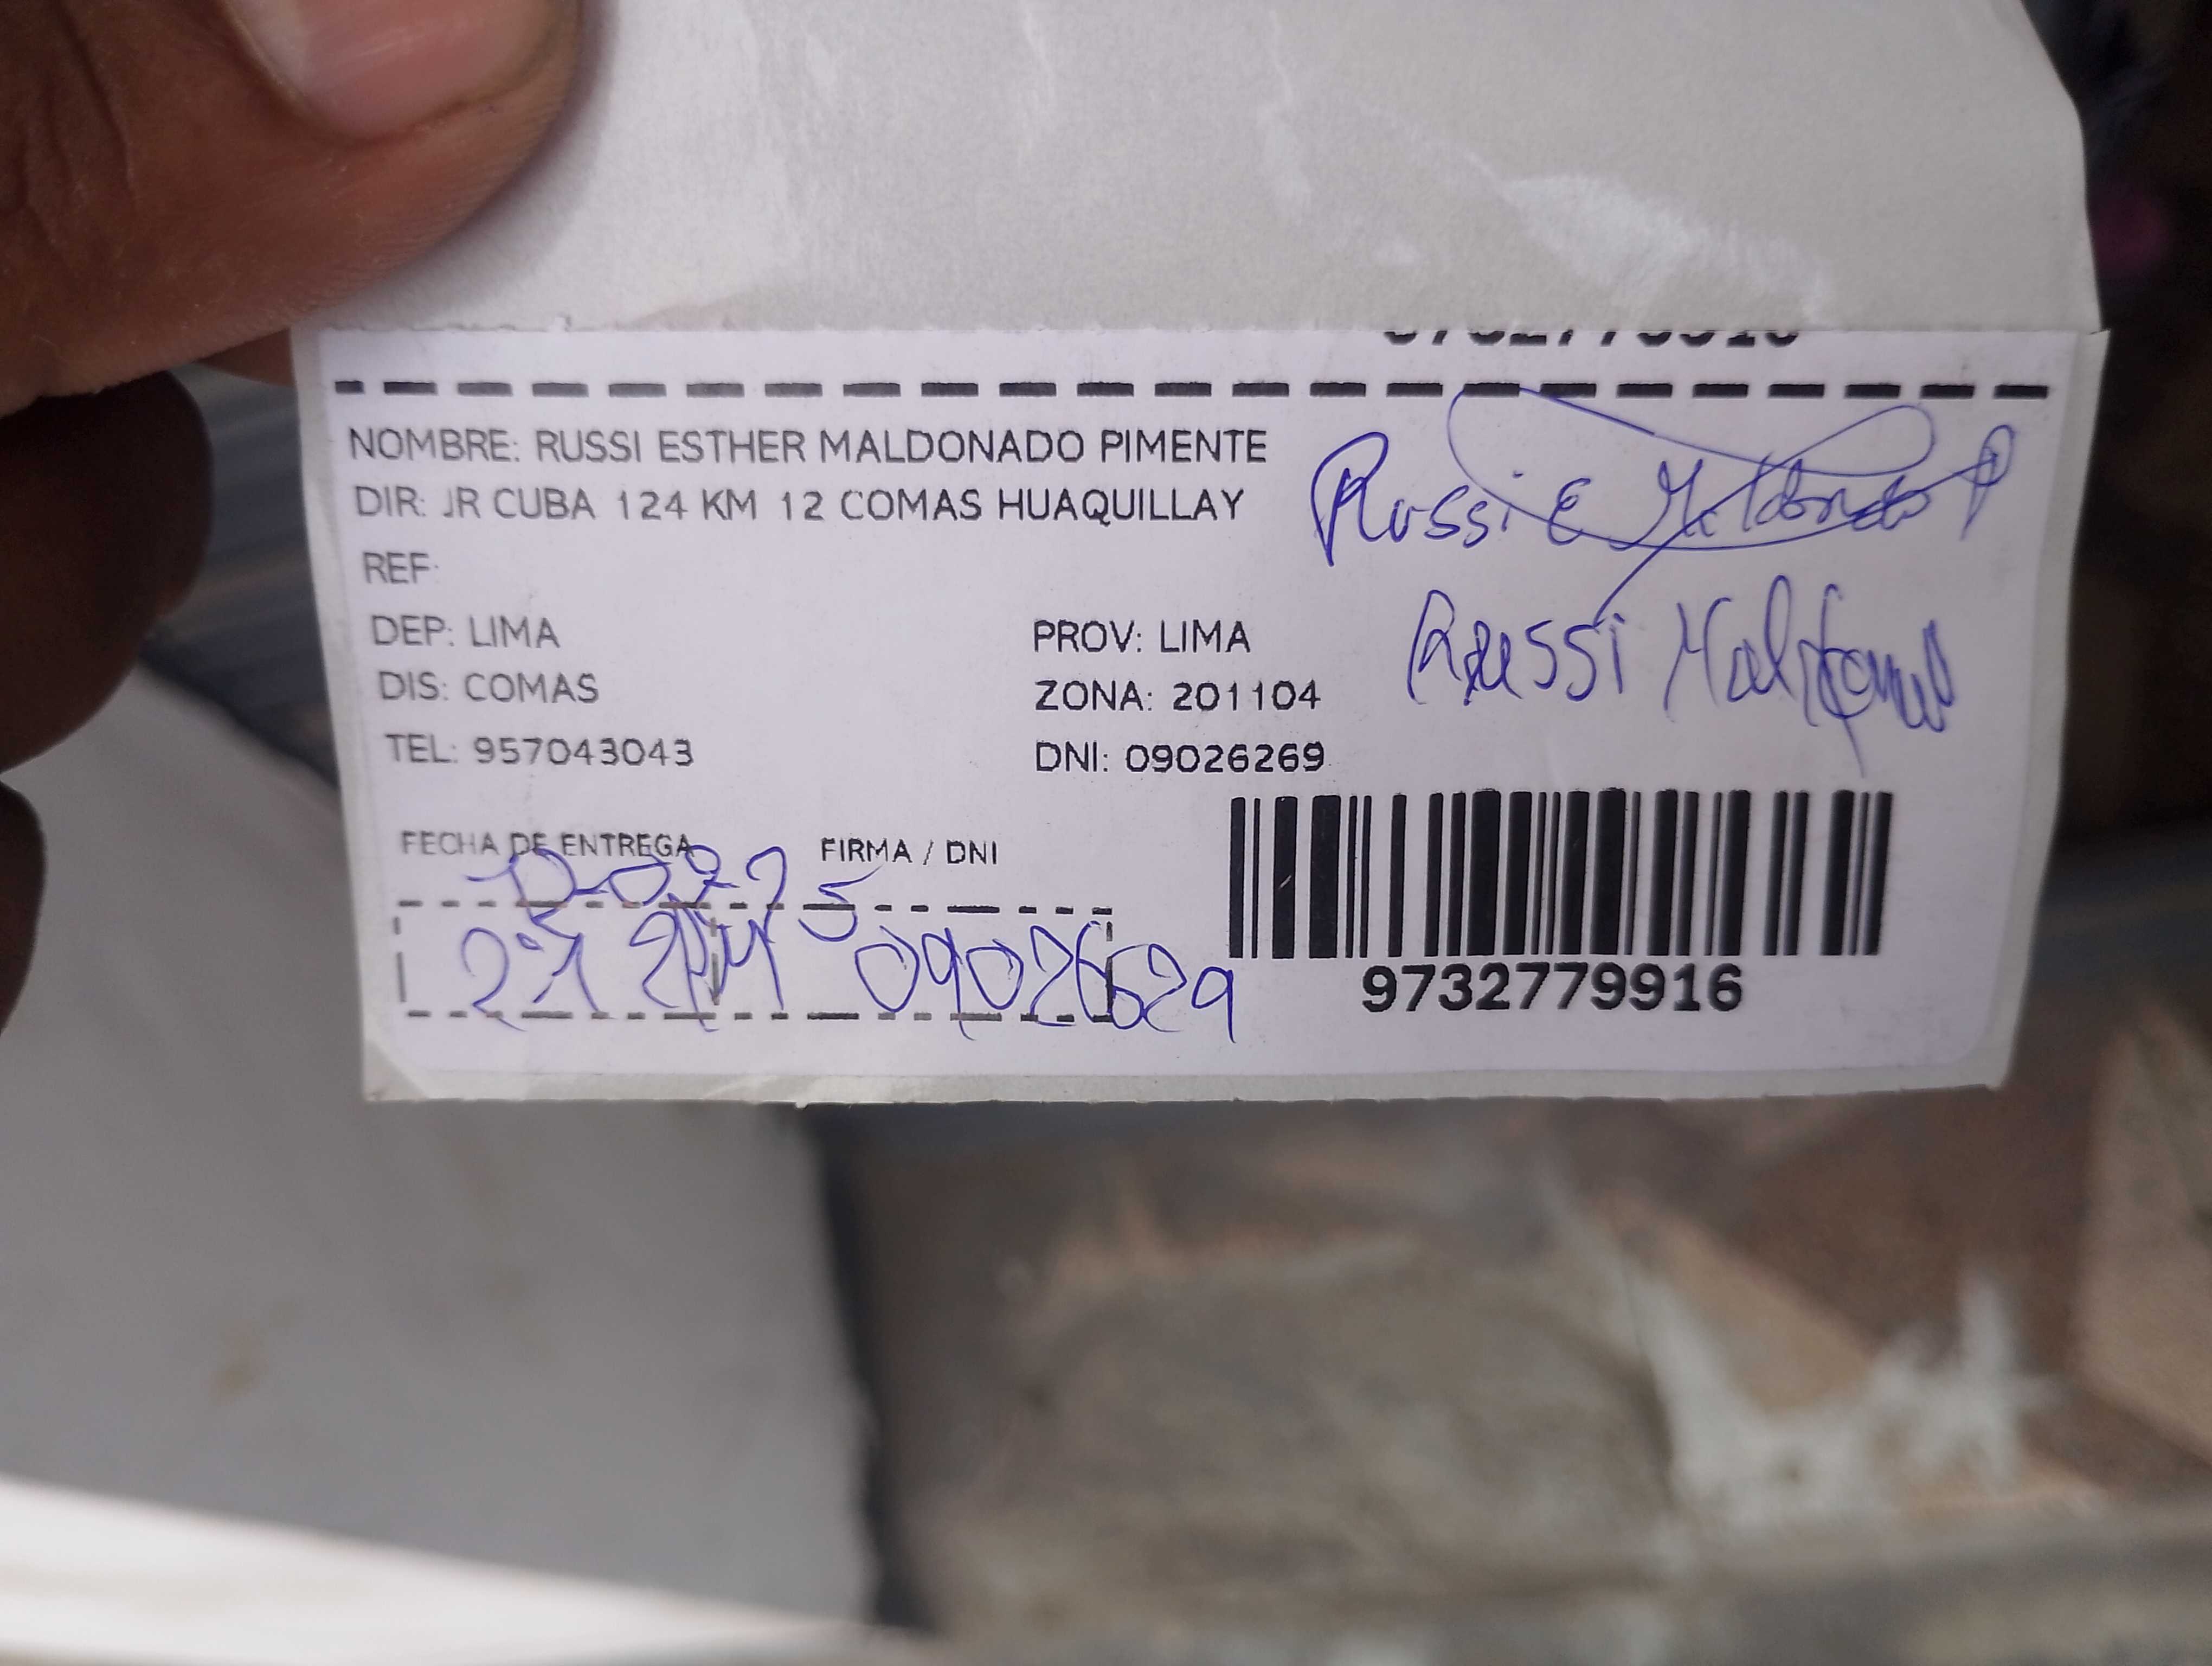 NOMBRE: RUSSI ESTHER MALDONADO PIMENTE
DIR: JR CUBA 124 KM 12 COMAS HUAQUILLAY
Russi E Maldonado P
REF:
DEP: LIMA
PROV: LIMA
Russi
DIS: COMAS
ZONA: 201104
TEL: 957043043
DNI: 09026269
FECHA DE ENTREGA
FIRMA / DNI
9732779916